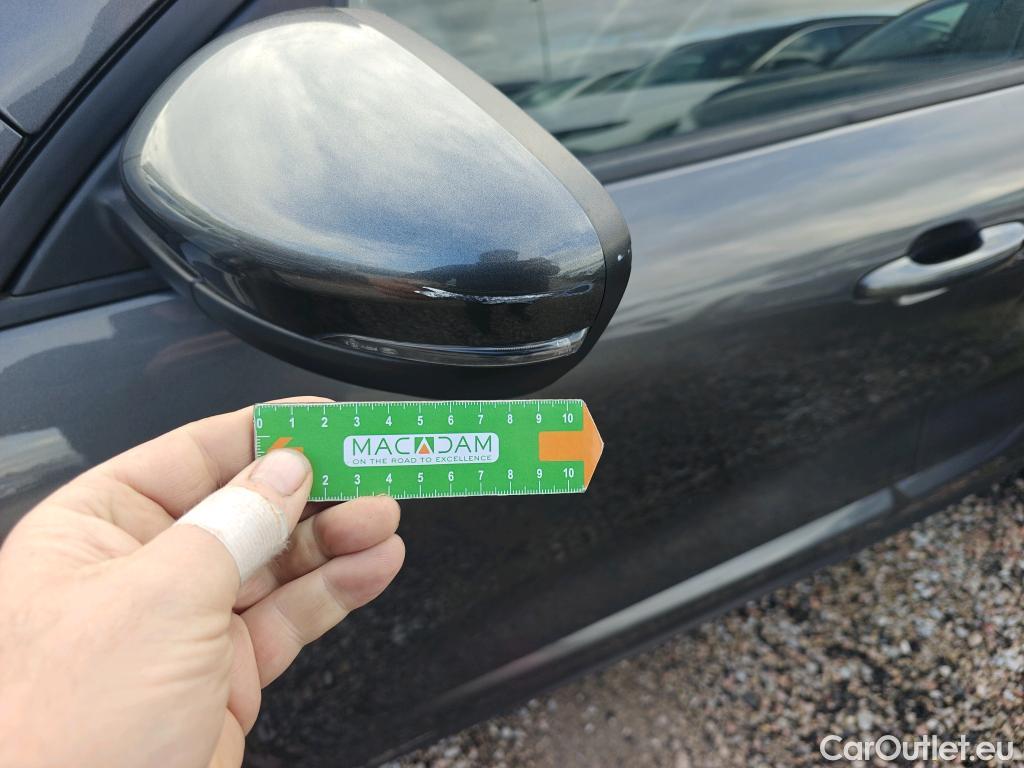 0 1 2 3 4 5 6 7 8 9 10
MACADAM
ON THE ROAD TO EXCELLENCE
2 3 4 5 6 7 8 9 10
CarOutlet.eu